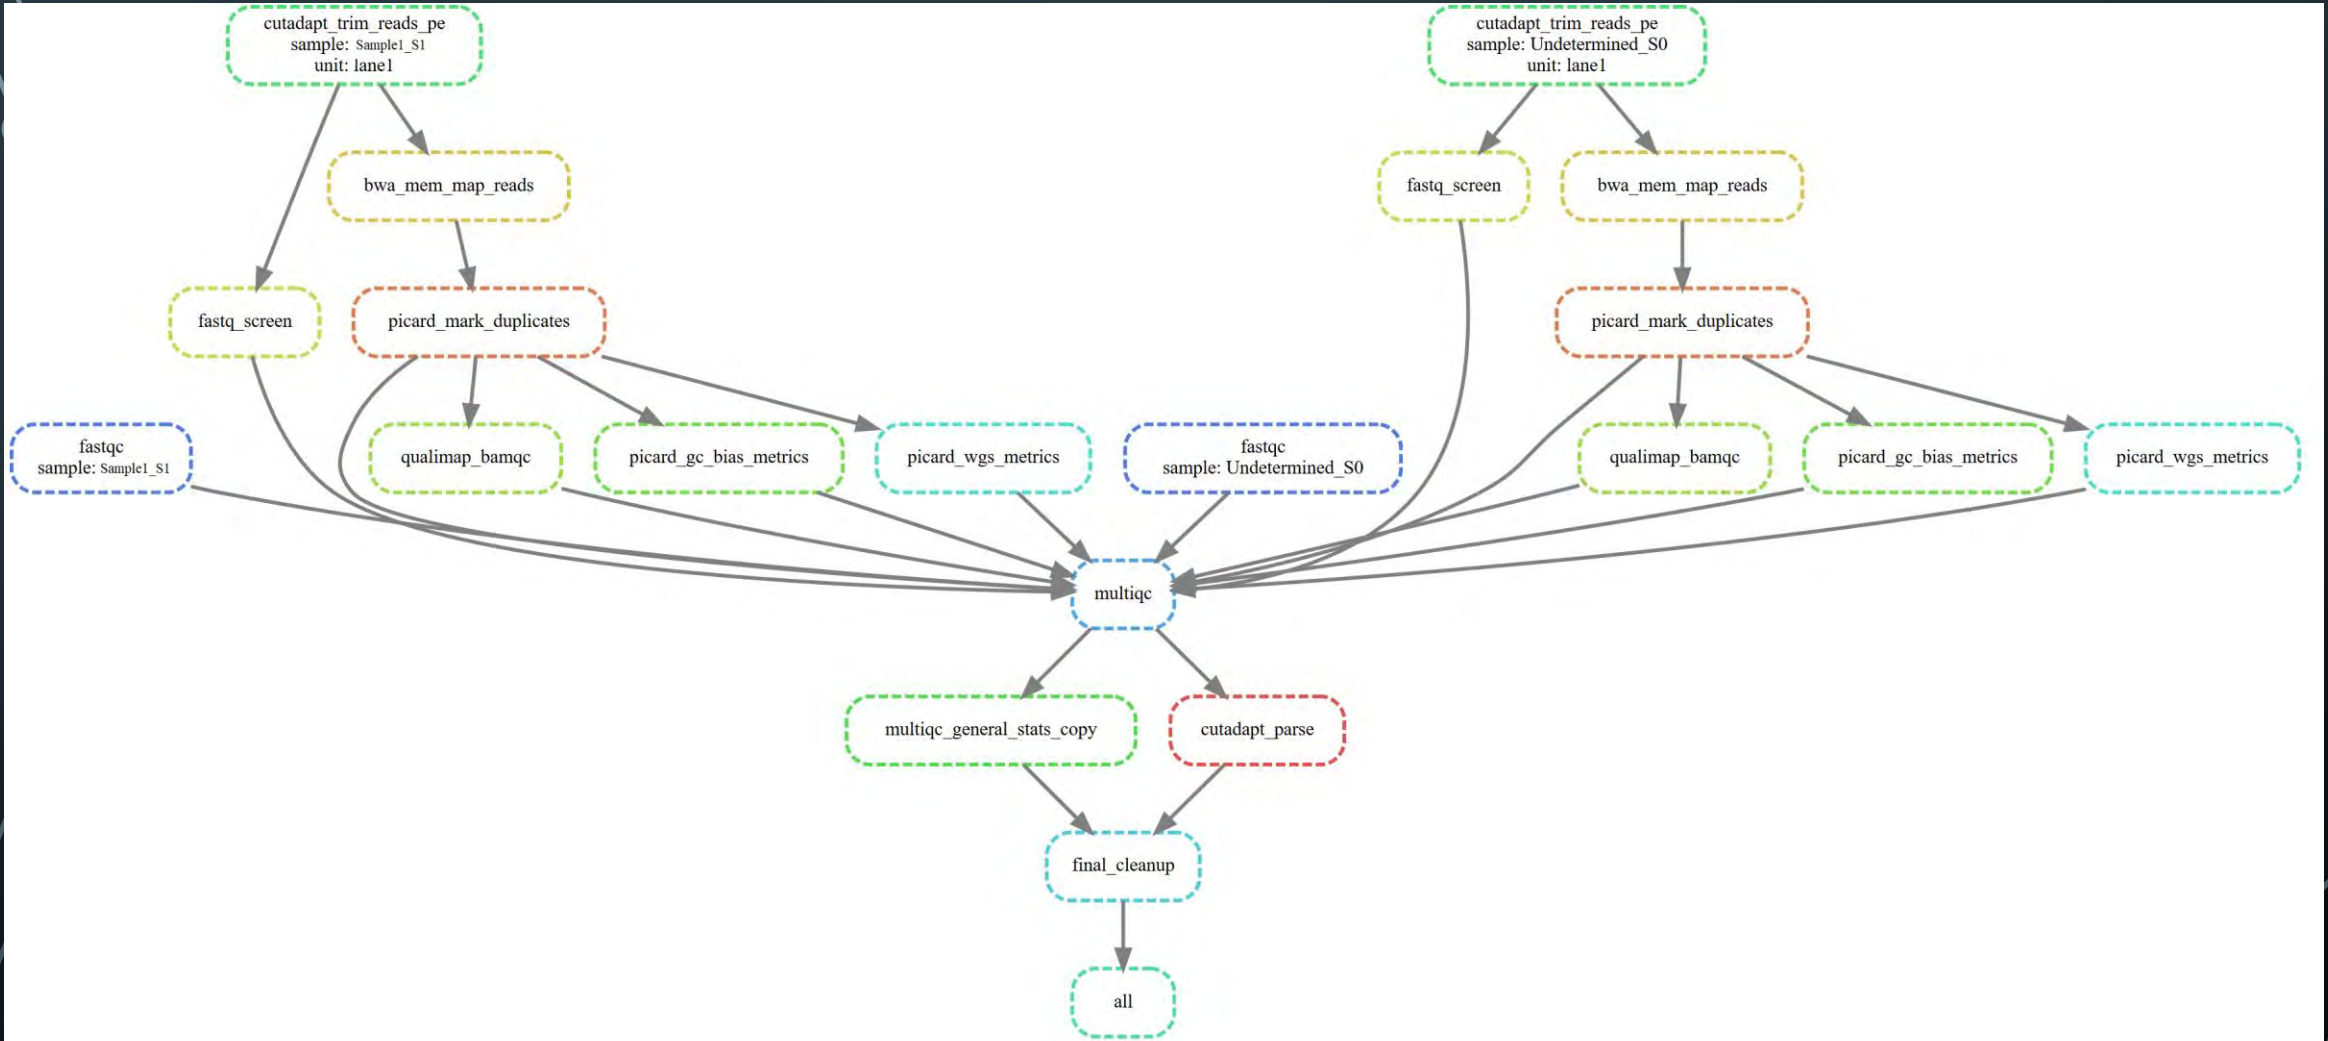 cutadapt_trim_reads_pe
sample: Sample1_S1
unit: lane1
cutadapt_trim_reads_pe
sample: Undetermined_S0
unit: lane1
bwa_mem_map_reads
fastq_screen
bwa_mem_map_reads
fastq_screen
picard_mark_duplicates
picard_mark_duplicates
fastqc
sample: Sample1_S1
qualimap_bamqc
picard_gc_bias_metrics
picard_wgs_metrics
fastqc
sample: Undetermined_S0
qualimap_bamqc
picard_gc_bias_metrics
picard_wgs_metrics
multiqc
multiqc_general_stats_copy
cutadapt_parse
final_cleanup
all